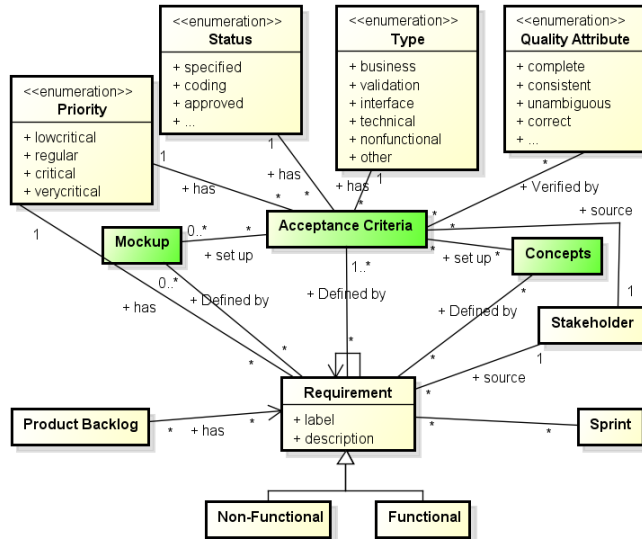 <<enumeration>>
Status
+ specified
+ coding
+ approved
+ ...
<<enumeration>>
Type
+ business
+ validation
+ interface
+ technical
+ nonfunctional
+ other
<<enumeration>>
Quality Attribute
+ complete
+ consistent
+ unambiguous
+ correct
+ ...
<<enumeration>>
Priority
+ lowcritical
+ regular
+ critical
+ verycritical
1
1
1
*
+ has
+ has
+ has
+ Verified by
*
*
*
*
+ source
1
Mockup
0..*
*
+ set up
Acceptance Criteria
*
*
+ set up
*
Concepts
0..*
1..*
*
+ has
+ Defined by
+ Defined by
+ Defined by
1
Stakeholder
*
*
*
*
1
+ source
*
Requirement
+ label
+ description
Product Backlog
*
+ has
*
*
*
Sprint
Non-Functional
Functional